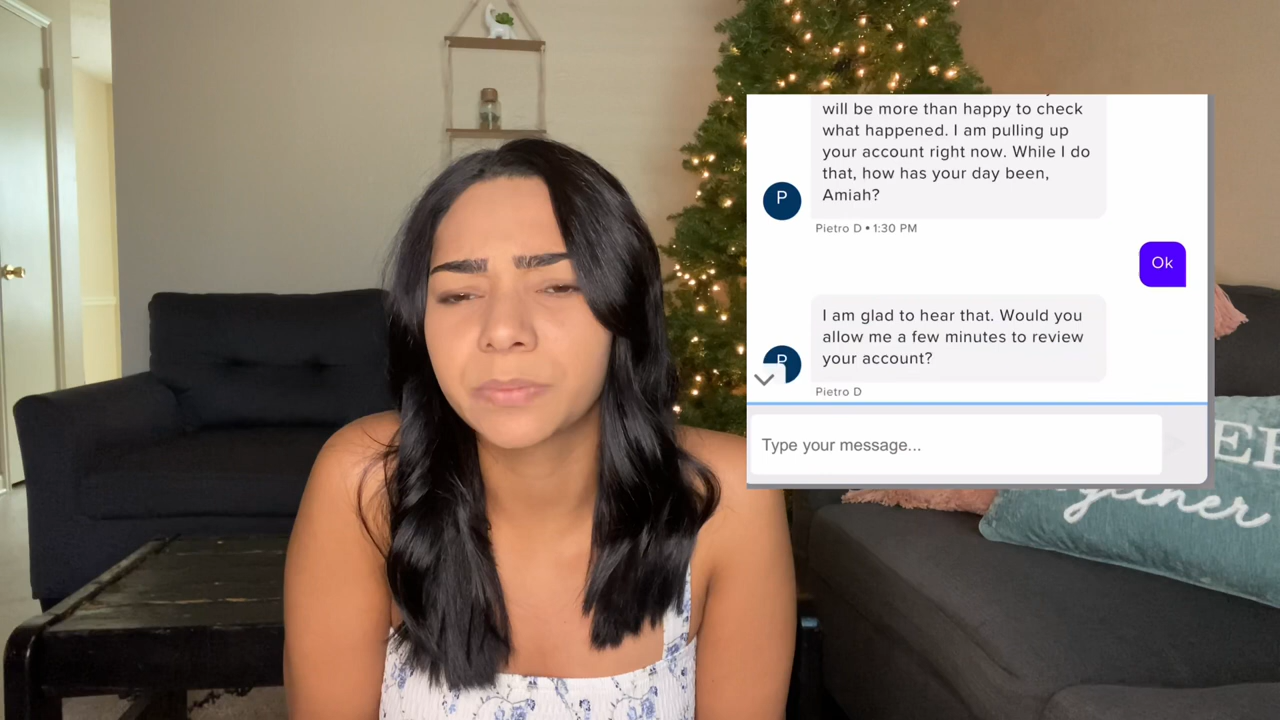 will be more than happy to check
what happened. I am pulling up
your account right now. While I do
that, how has your day been,
Amiah?
P
Pietro D • 1:30 PM
Ok
I am glad to hear that. Would you
allow me a few minutes to review
your account?
P
Pietro D
Type your message...
gather